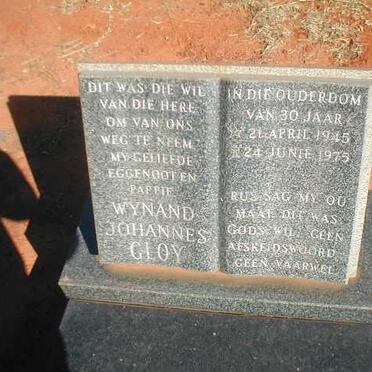 DIT WAS DIE WIL
VAN DIE HERE
OM VAN ONS
WEG TE NEEM
MY GELIEFDE
EGGENOOT EN
PAPPIE
WYNAND
JOHANNES
CLOY
IN DIE OUDERDOM
VAN 30 JAAR
21 APRIL 1945
24 JUNIE 1975
RUS SAG MY OU
MAAT DIT WAS
GODS WIL GEEN
AFSKEIDSWOORD
GEEN VAARWEL